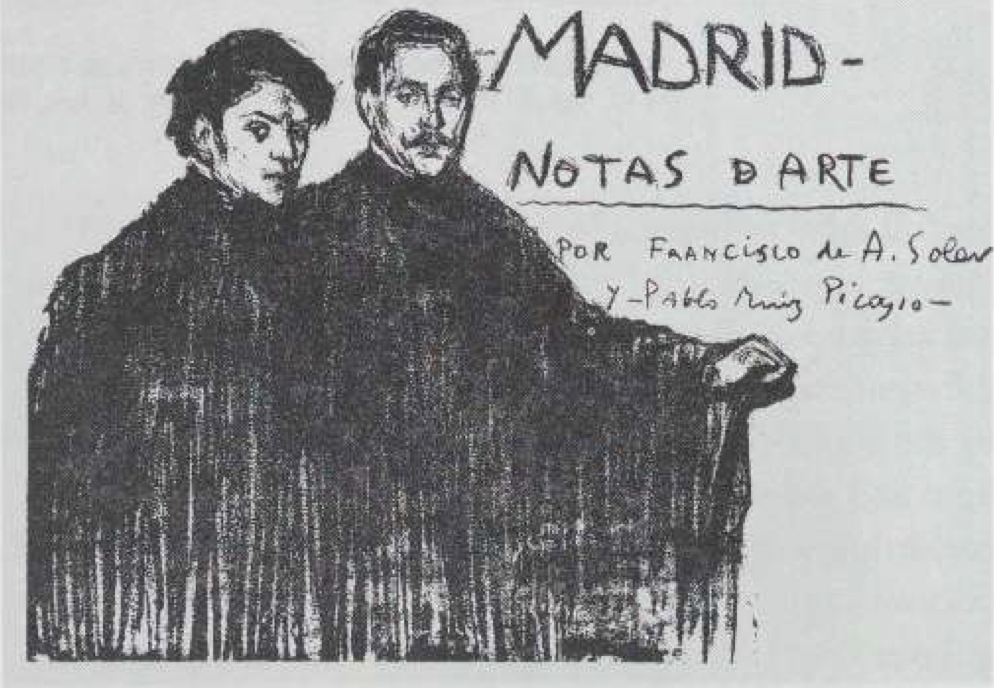 -MADRID-
NOTAS D ARTE
POR FRANCISCO de A. Soler
Y-PABLO Ruiz Picasso-